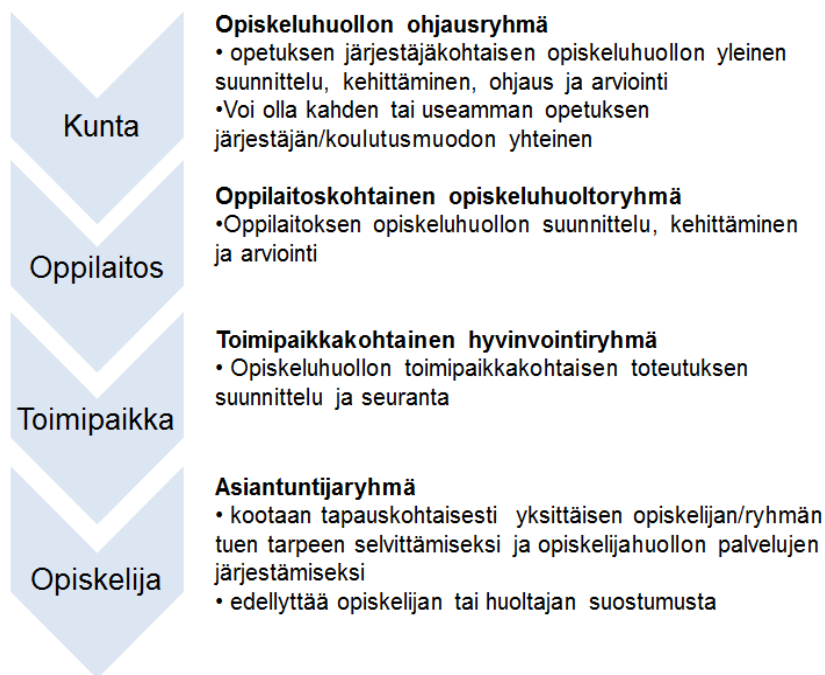 Opiskeluhuollon ohjausryhmä
• opetuksen järjestäjäkohtaisen opiskeluhuollon yleinen
suunnittelu, kehittäminen, ohjaus ja arviointi
•Voi olla kahden tai useamman opetuksen
järjestäjän/koulutusmuodon yhteinen
Kunta
Oppilaitoskohtainen opiskeluhuoltoryhmä
•Oppilaitoksen opiskeluhuollon suunnittelu, kehittäminen
ja arviointi
Oppilaitos
Toimipaikkakohtainen hyvinvointiryhmä
• Opiskeluhuollon toimipaikkakohtaisen toteutuksen
suunnittelu ja seuranta
Toimipaikka
Asiantuntijaryhmä
• kootaan tapauskohtaisesti yksittäisen opiskelijan/ryhmän
tuen tarpeen selvittämiseksi ja opiskelijahuollon palvelujen
järjestämiseksi
• edellyttää opiskelijan tai huoltajan suostumusta
Opiskelija